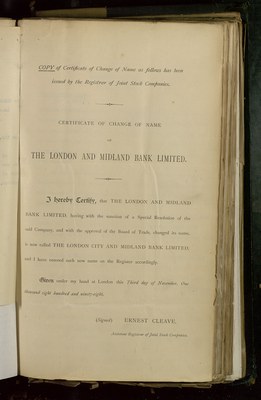 COPY of Certificate of Change of Name as follows has been
issued by the Registrar of Joint Stock Companies.
CERTIFICATE OF CHANGE OF NAME
OF
THE LONDON AND MIDLAND BANK LIMITED.
I hereby Certify, that THE LONDON AND MIDLAND
BANK LIMITED having with the sanction of a Special Resolution of the
said Company, and with the approval of the Board of Trade, changed its name,
is now called THE LONDON CITY AND MIDLAND BANK LIMITED
and I have entered such new name on the Register accordingly.
Given under my hand at London this Third day of November, One
thousand eight hundred and ninety-eight.
(Signed) ERNEST CLEAVE,
Assistant Registrar of Joint Stock Companies.